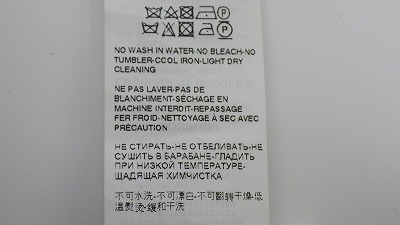 NO WASH IN WATER-NO BLEACH-NO
TUMBLER-COOL IRON-LIGHT DRY
CLEANING
NE PAS LAVER-PAS DE
BLANCHIMENT-SÉCHAGE EN
MACHINE INTERDIT-REPASSAGE
FER FROID-NETTOYAGE À SEC AVEC
PRÉCAUTION
НЕ СТИРАТЬ-НЕ ОТБЕЛИВАТЬ-НЕ
СУШИТЬ В БАРАБАНЕ-ГЛАДИТЬ
ПРИ НИЗКОЙ ТЕМПЕРАТУРЕ-
ЩАДЯЩАЯ ХИМЧИСТКА
不可水洗-不可漂白-不可翻转干燥-低
温熨烫-缓和干洗